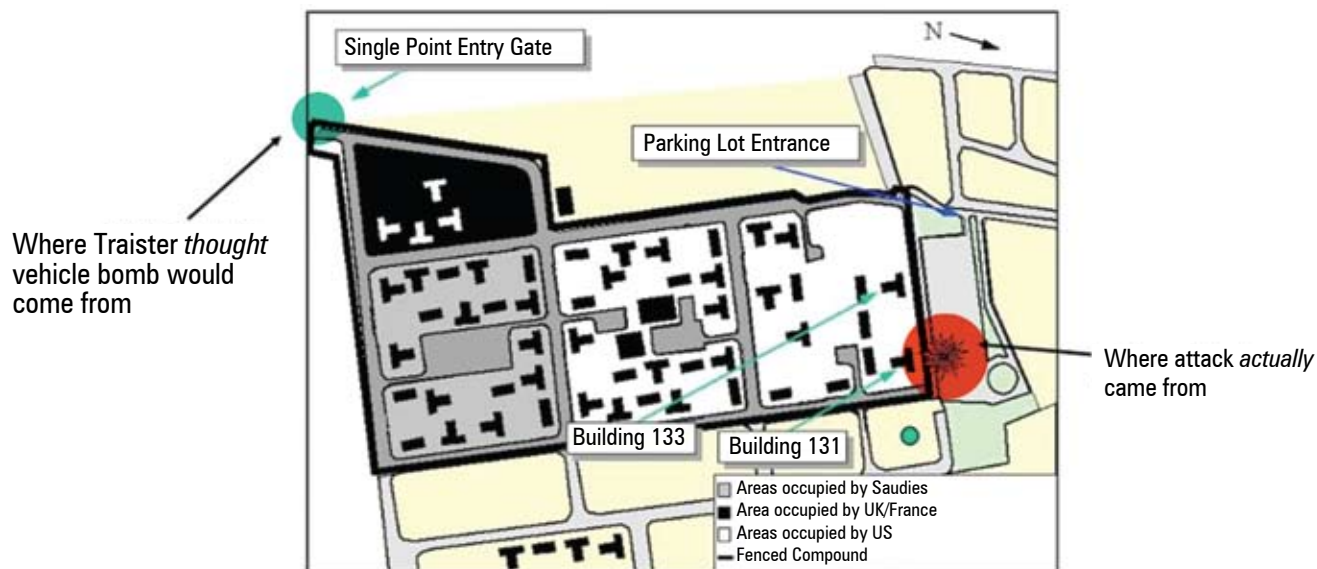 Single Point Entry Gate
N
Parking Lot Entrance
Where Traister thought
vehicle bomb would
come from
Where attack actually
came from
Building 133
Building 131
Areas occupied by Saudies
Area occupied by UK/France
Areas occupied by US
Fenced Compound